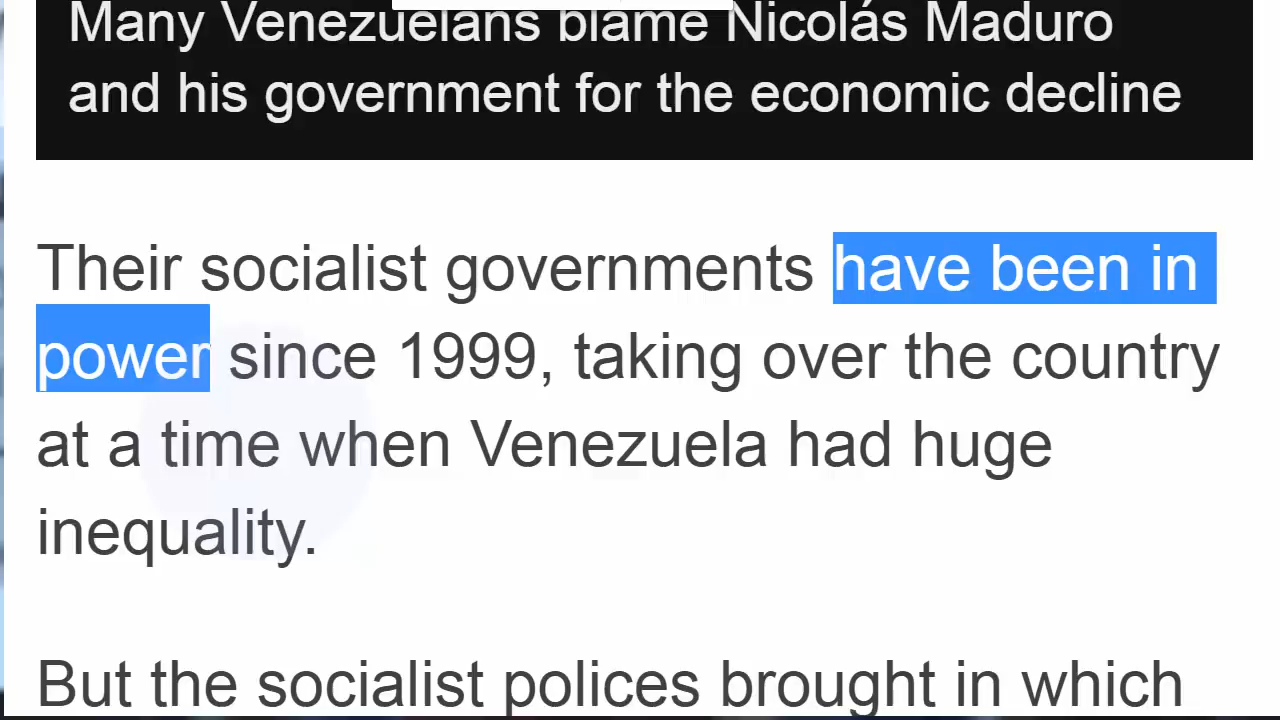 Many Venezuelans blame Nicolás Maduro
and his government for the economic decline
Their socialist governments have been in
power since 1999, taking over the country
at a time when Venezuela had huge
inequality.
But the socialist polices brought in which